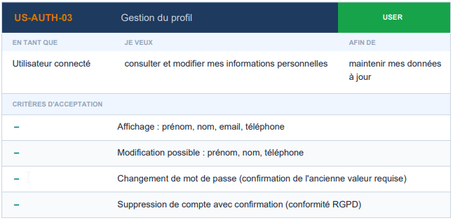 US-AUTH-03 Gestion du profil USER
EN TANT QUE JE VEUX AFIN DE
Utilisateur connecté consulter et modifier mes informations personnelles maintenir mes données
à jour
CRITÈRES D'ACCEPTATION
– Affichage : prénom, nom, email, téléphone
– Modification possible : prénom, nom, téléphone
– Changement de mot de passe (confirmation de l'ancienne valeur requise)
– Suppression de compte avec confirmation (conformité RGPD)